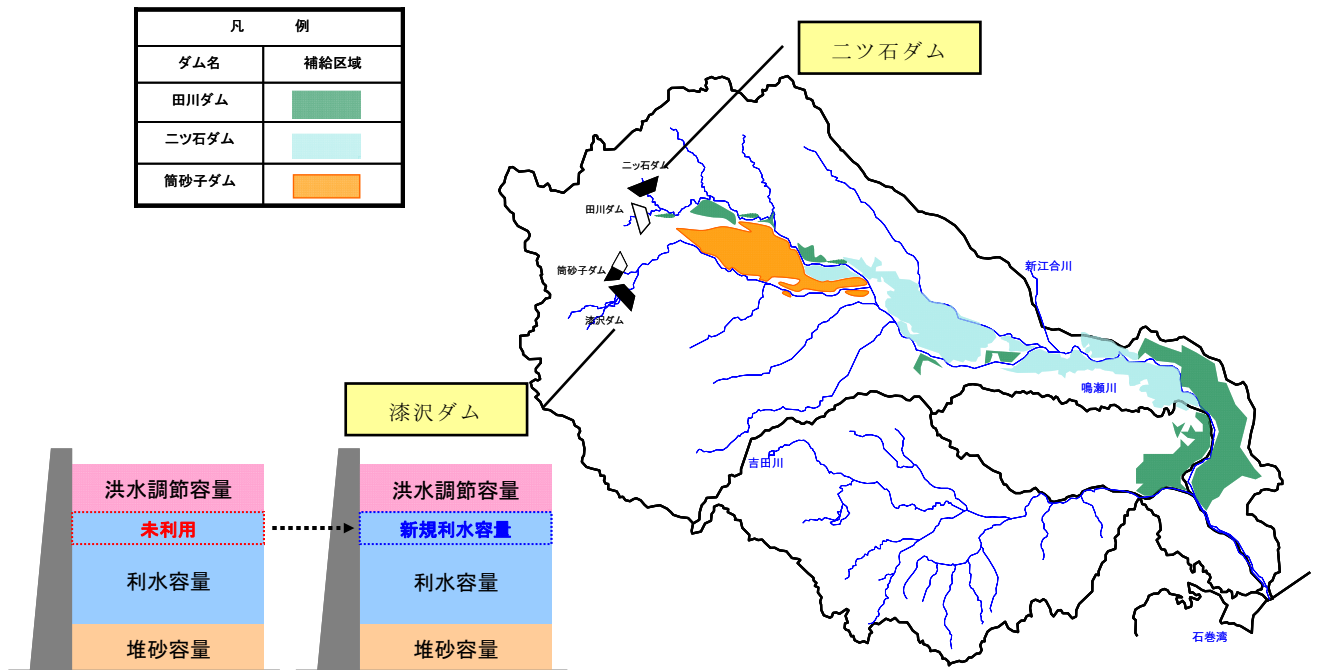 凡 例
ダム名 補給区域
田川ダム
二ツ石ダム
筒砂子ダム
二ツ石ダム
二ッ石ダム
田川ダム
筒砂子ダム
漆沢ダム
新江合川
鳴瀬川
漆沢ダム
吉田川
石巻湾
洪水調節容量
未利用
利水容量
堆砂容量
洪水調節容量
新規利水容量
利水容量
堆砂容量